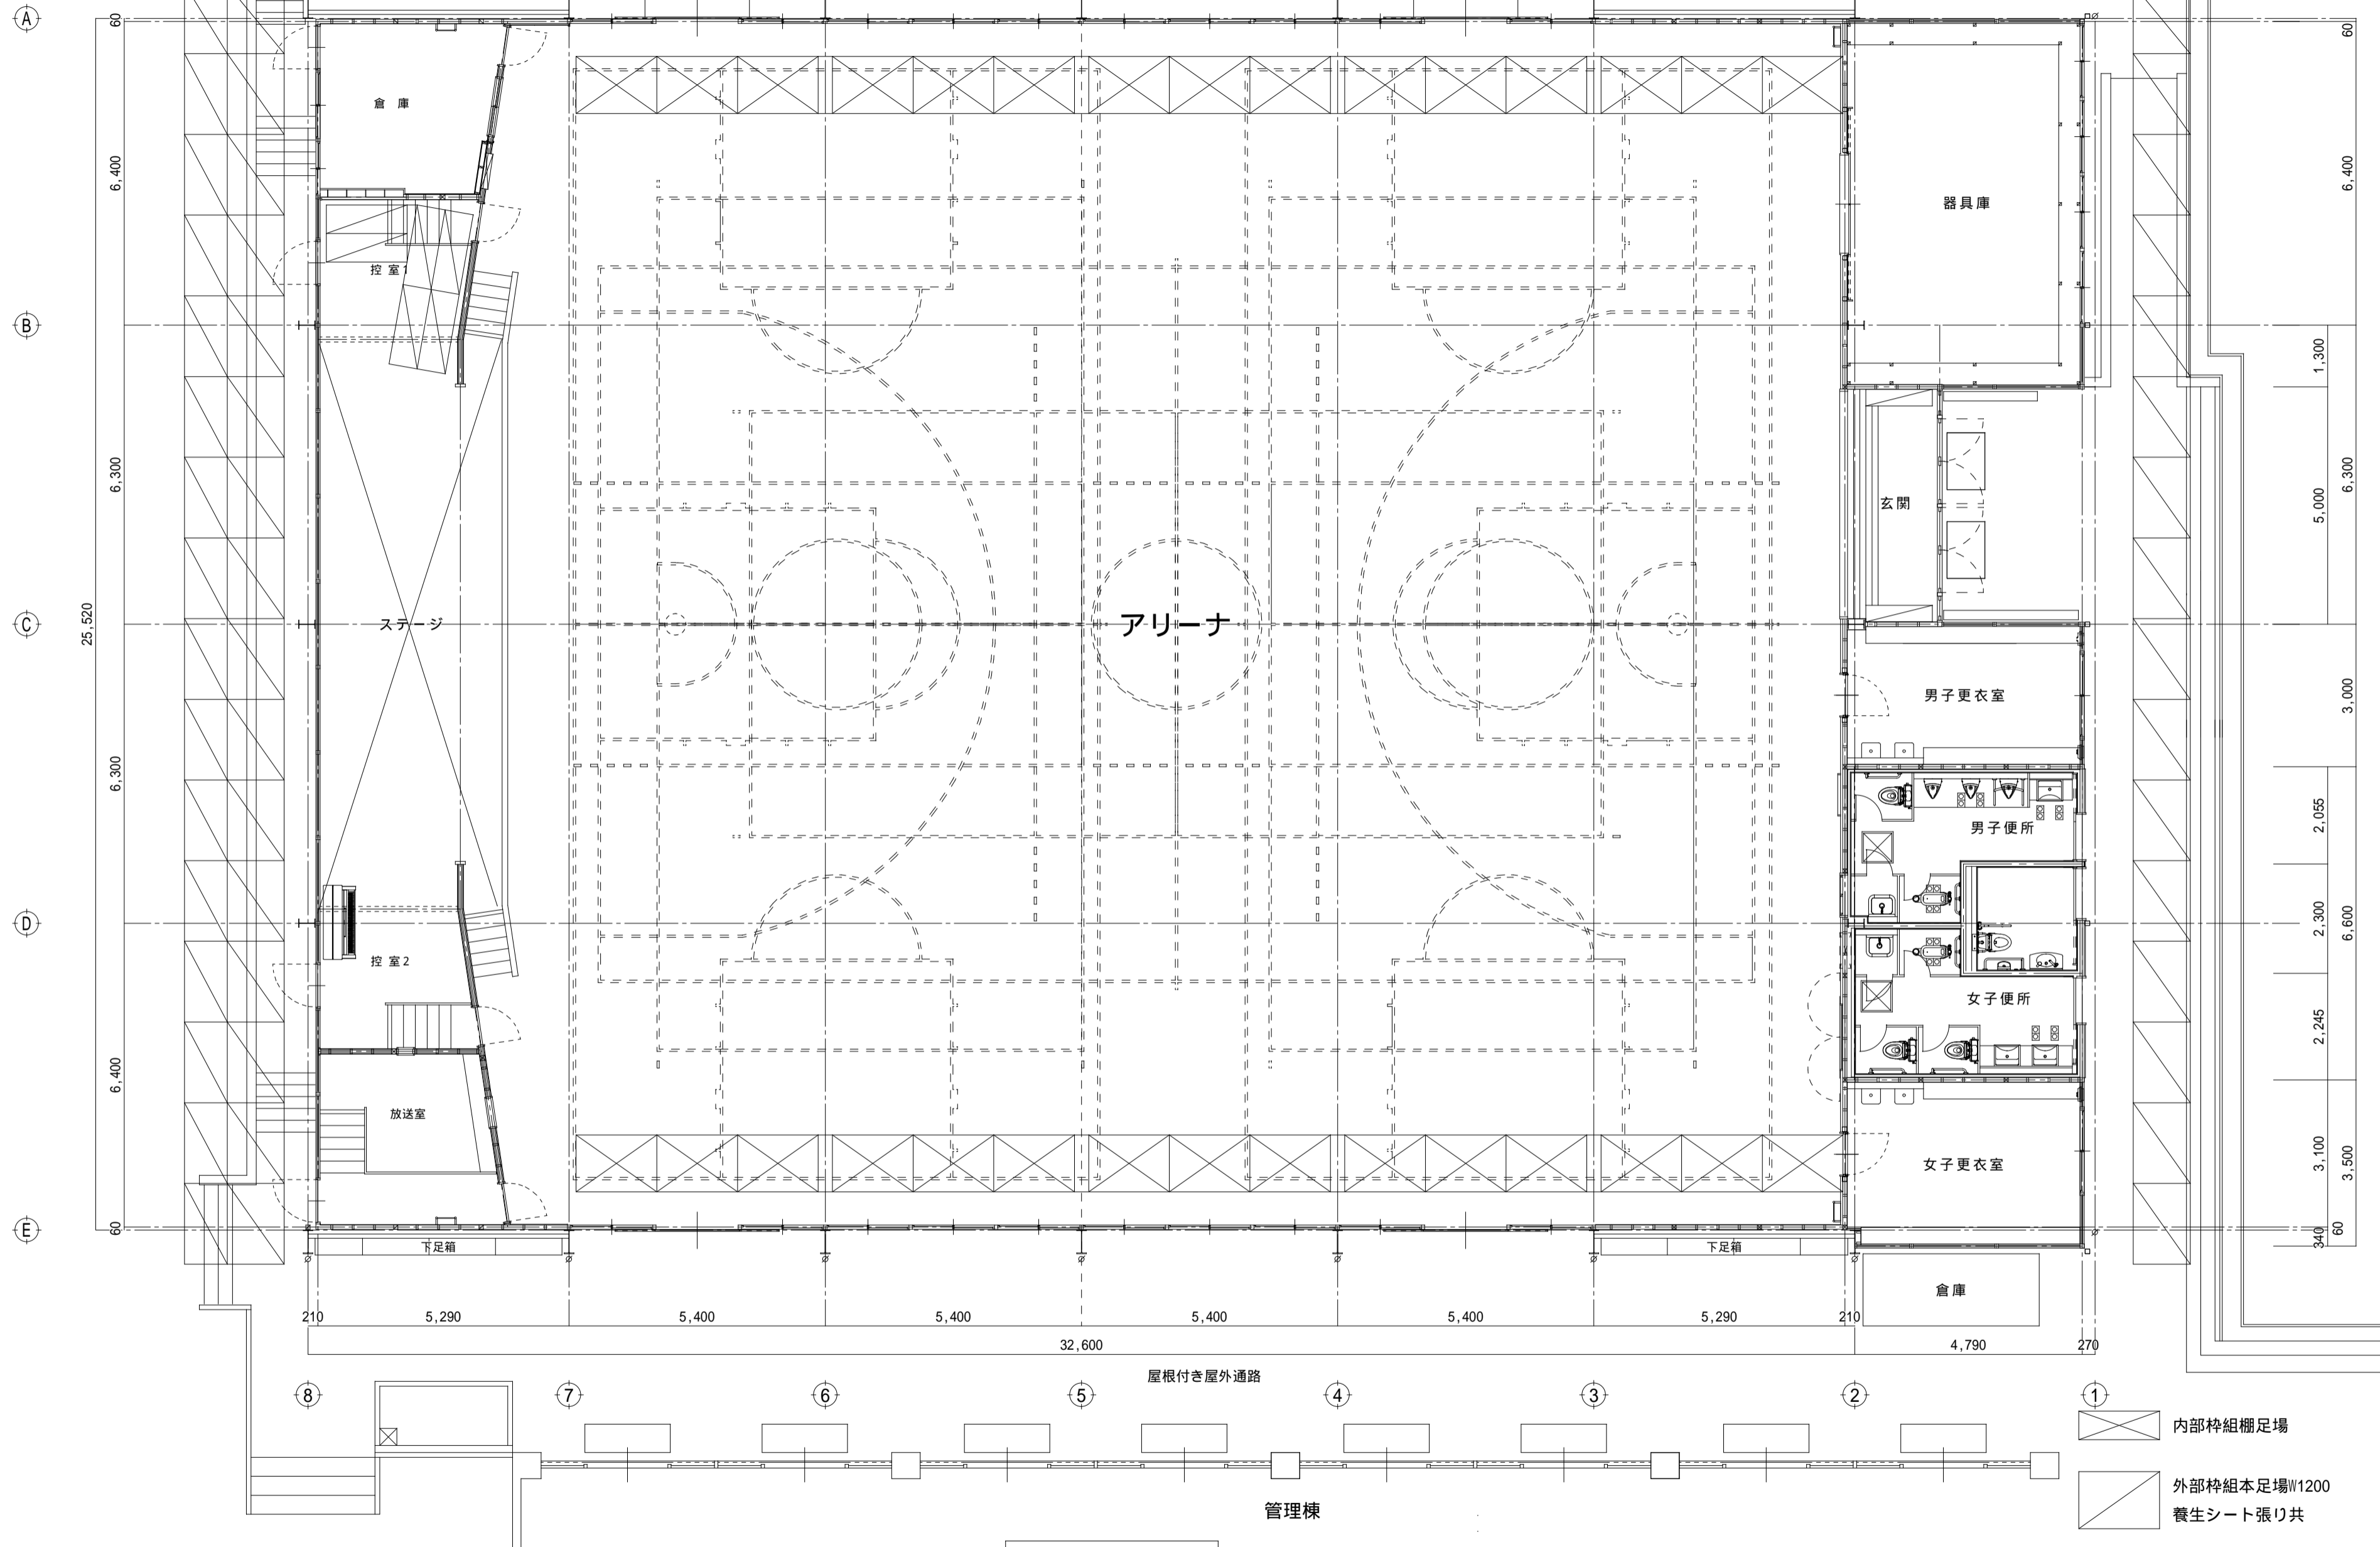 A
60
60
倉 庫
6,400
6,400
器具庫
控 室1
B
1,300
6,300
6,300
5,000
玄関
25,520
C
ステージ
アリーナ
男子更衣室
3,000
6,300
2,055
男子便所
D
2,300
6,600
控 室2
女子便所
2,245
6,400
放送室
3,100
3,500
女子更衣室
E
60
340
60
下足箱
下足箱
倉庫
210
5,290
5,400
5,400
5,400
5,400
5,290
210
32,600
4,790
270
屋根付き屋外通路
8
7
6
5
4
3
2
1
内部枠組棚足場
外部枠組本足場W1200
養生シート張り共
管理棟